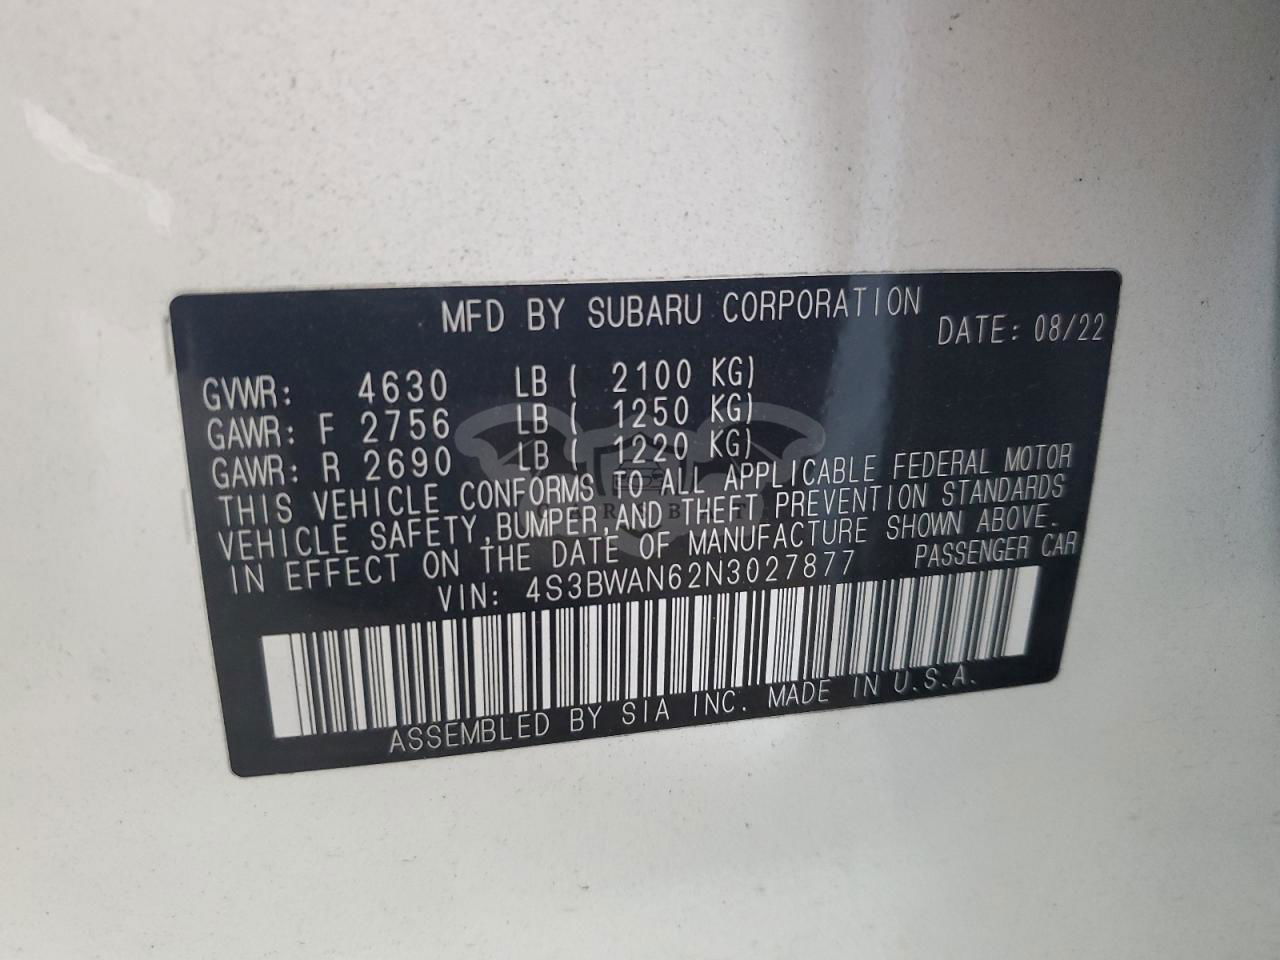 MFD BY SUBARU CORPORATION DATE: 08/22
GVWR: 4630 LB ( 2100 KG)
GAWR: F 2756 LB ( 1250 KG)
GAWR: R 2690 LB ( 1220 KG)
THIS VEHICLE CONFORMS TO ALL APPLICABLE FEDERAL MOTOR
VEHICLE SAFETY, BUMPER, AND THEFT PREVENTION STANDARDS
IN EFFECT ON THE DATE OF MANUFACTURE SHOWN ABOVE.
VIN: 4S3BWAN62N3027877 PASSENGER CAR
ASSEMBLED BY SIA INC. MADE IN U.S.A.